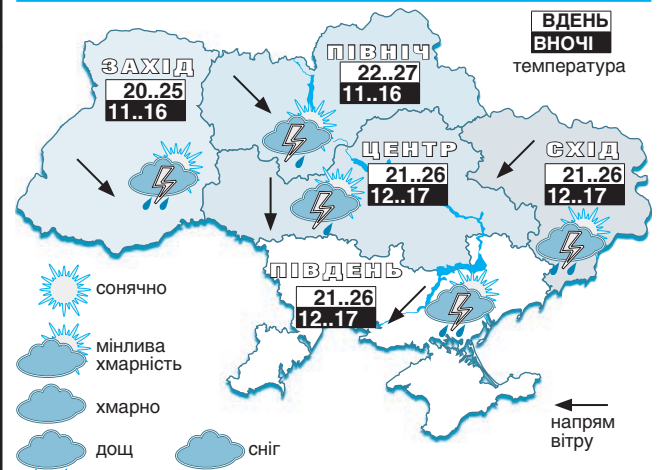 ВДЕНЬ
ВНОЧІ
температура
ПІВНІЧ
22..27
11..16
ЗАХІД
20..25
11..16
ЦЕНТР
21..26
12..17
СХІД
21..26
12..17
ПІВДЕНЬ
21..26
12..17
сонячно
мінлива
хмарність
хмарно
дощ
сніг
напрям
вітру